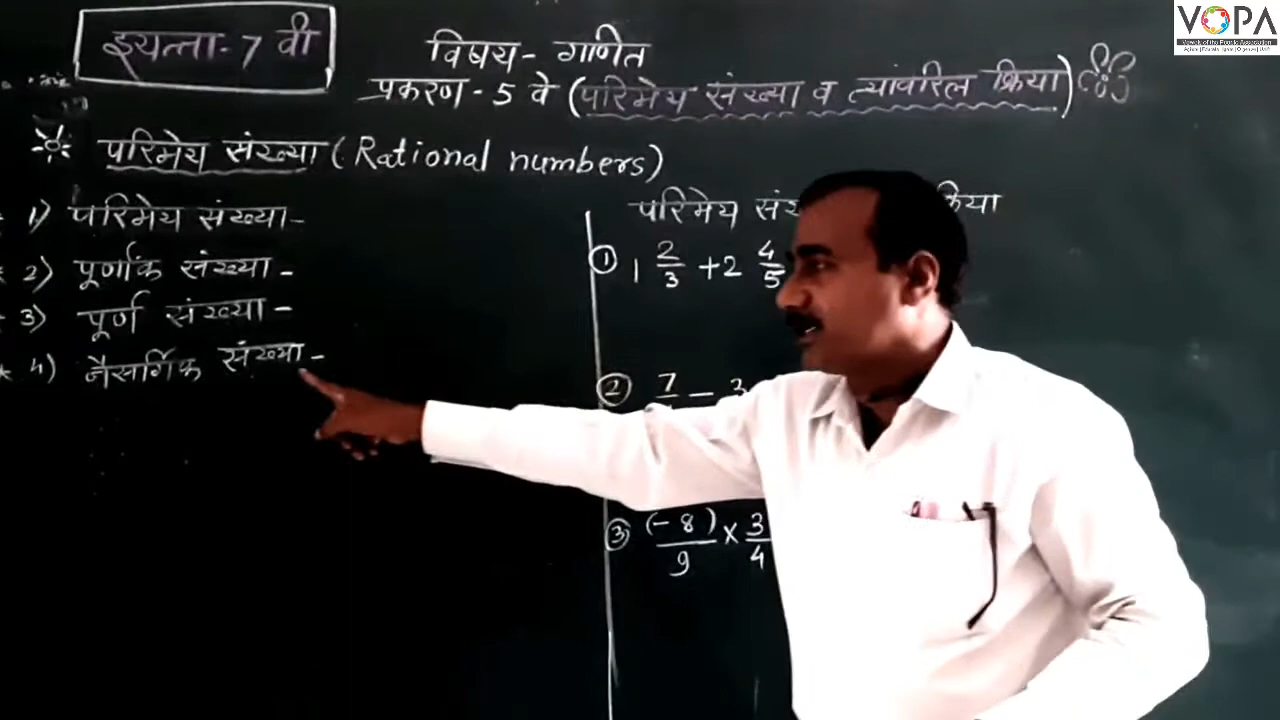 VOPA
इयत्ता- 7 वी
विषय- गणित
प्रकरण - 5 वे (परिमेय संख्या व त्यांवरिल क्रिया)
परिमेय संख्या (Rational numbers)
1) परिमेय संख्या-
2) पूर्णांक संख्या-
3) पूर्ण संख्या-
4) नैसर्गिक संख्या-
परिमेय
① 1 2/3 + 2 4/5
② 7 - 3
③ (-8)/9 × 3/4